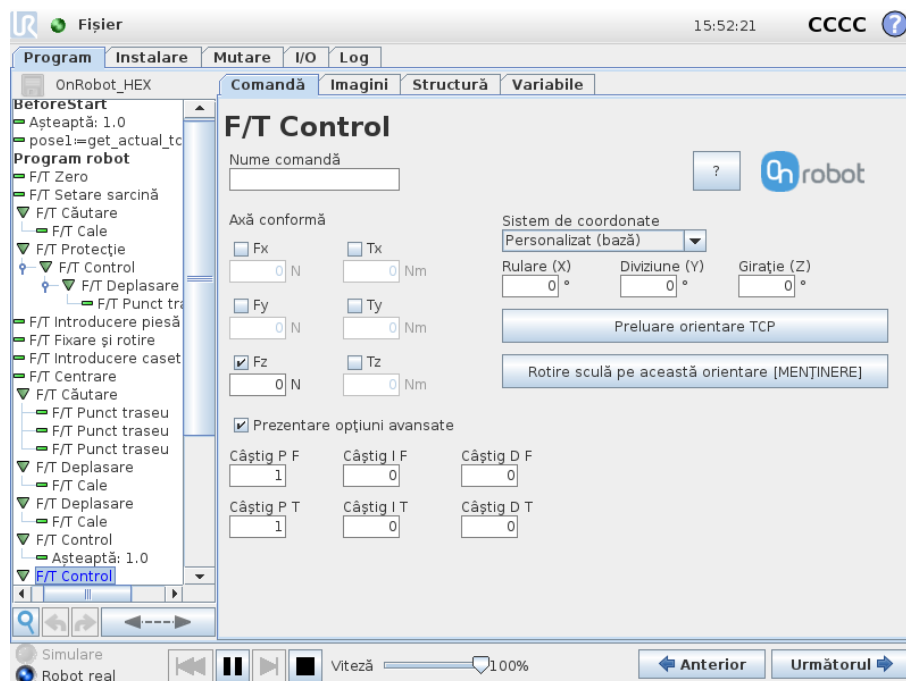 UR Fișier 15:52:21 CCCC ?
Program Instalare Mutare I/O Log
OnRobot_HEX Comandă Imagini Structură Variabile
BeforeStart
Așteaptă: 1.0
pose1:=get_actual_tc
Program robot
F/T Zero
F/T Setare sarcină
F/T Căutare
F/T Cale
F/T Protecție
F/T Control
F/T Deplasare
F/T Punct tra
F/T Introducere piesă
F/T Fixare și rotire
F/T Introducere caset
F/T Centrare
F/T Căutare
F/T Punct traseu
F/T Punct traseu
F/T Punct traseu
F/T Deplasare
F/T Cale
F/T Deplasare
F/T Cale
F/T Control
Așteaptă: 1.0
F/T Control
F/T Control
Nume comandă
? On robot
Axă conformă
Fx Tx
0 N 0 Nm
Fy Ty
0 N 0 Nm
Fz Tz
0 N 0 Nm
Sistem de coordonate
Personalizat (bază)
Rulare (X) Diviziune (Y) Girație (Z)
0 ° 0 ° 0 °
Preluare orientare TCP
Rotire sculă pe această orientare [MENȚINERE]
Prezentare opțiuni avansate
Câștig P F Câștig I F Câștig D F
1 0 0
Câștig P T Câștig I T Câștig D T
1 0 0
Simulare
Robot real
Viteză 100%
Anterior Următorul